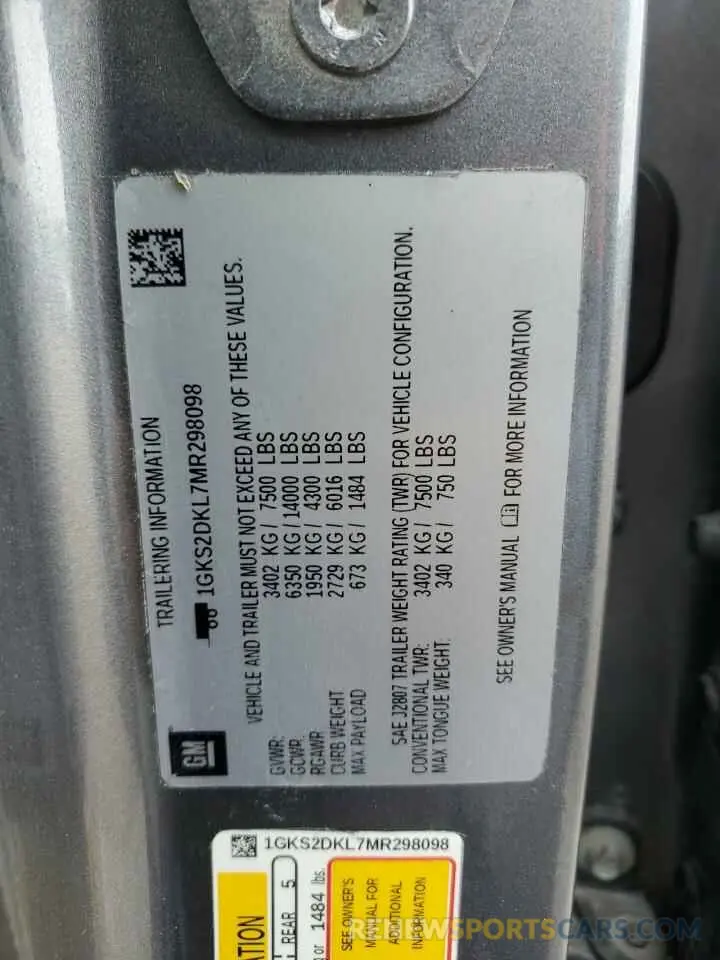 TRAILERING INFORMATION
1GKS2DKL7MR298098
GM
VEHICLE AND TRAILER MUST NOT EXCEED ANY OF THESE VALUES.
GVWR: 3402 KG / 7500 LBS
GCWR: 6350 KG / 14000 LBS
RGAWR 1950 KG / 4300 LBS
CURB WEIGHT 2729 KG / 6016 LBS
MAX PAYLOAD 673 KG / 1484 LBS
SAE J2807 TRAILER WEIGHT RATING (TWR) FOR VEHICLE CONFIGURATION.
CONVENTIONAL TWR: 3402 KG / 7500 LBS
MAX TONGUE WEIGHT: 340 KG / 750 LBS
SEE OWNER'S MANUAL FOR MORE INFORMATION
1GKS2DKL7MR298098
REAR 5
or 1484 lbs.
SEE OWNER'S
MANUAL FOR
ADDITIONAL
INFORMATION
RENEWSPORTSCARS.COM